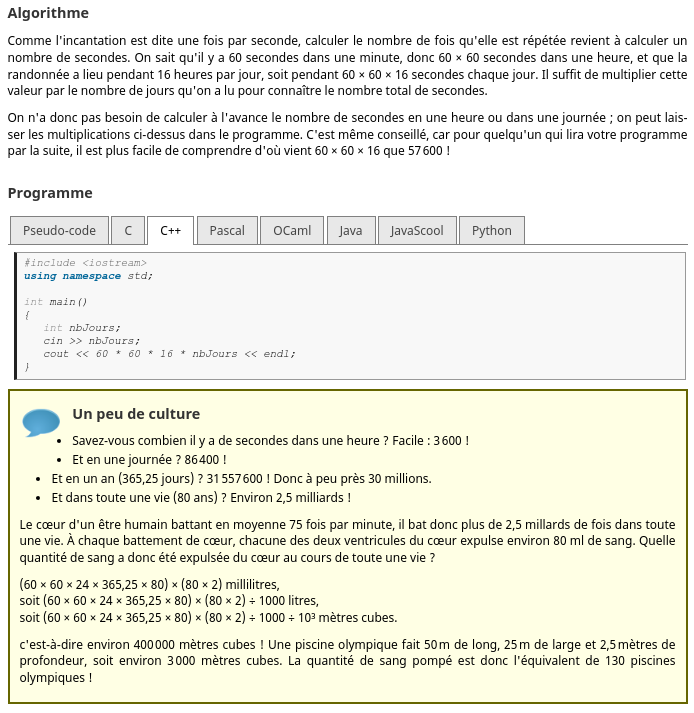 Algorithme
Comme l'incantation est dite une fois par seconde, calculer le nombre de fois qu'elle est répétée revient à calculer un
nombre de secondes. On sait qu'il y a 60 secondes dans une minute, donc 60 × 60 secondes dans une heure, et que la
randonnée a lieu pendant 16 heures par jour, soit pendant 60 × 60 × 16 secondes chaque jour. Il suffit de multiplier cette
valeur par le nombre de jours qu'on a lu pour connaître le nombre total de secondes.
On n'a donc pas besoin de calculer à l'avance le nombre de secondes en une heure ou dans une journée ; on peut lais-
ser les multiplications ci-dessus dans le programme. C'est même conseillé, car pour quelqu'un qui lira votre programme
par la suite, il est plus facile de comprendre d'où vient 60 × 60 × 16 que 57 600 !
Programme
Pseudo-code C C++ Pascal OCaml Java JavaScool Python
#include <iostream>
using namespace std;
int main()
{
int nbJours;
cin >> nbJours;
cout << 60 * 60 * 16 * nbJours << endl;
}
Un peu de culture
• Savez-vous combien il y a de secondes dans une heure ? Facile : 3 600 !
• Et en une journée ? 86 400 !
• Et en un an (365,25 jours) ? 31 557 600 ! Donc à peu près 30 millions.
• Et dans toute une vie (80 ans) ? Environ 2,5 milliards !
Le cœur d'un être humain battant en moyenne 75 fois par minute, il bat donc plus de 2,5 millards de fois dans toute
une vie. À chaque battement de cœur, chacune des deux ventricules du cœur expulse environ 80 ml de sang. Quelle
quantité de sang a donc été expulsée du cœur au cours de toute une vie ?
(60 × 60 × 24 × 365,25 × 80) × (80 × 2) millilitres,
soit (60 × 60 × 24 × 365,25 × 80) × (80 × 2) ÷ 1000 litres,
soit (60 × 60 × 24 × 365,25 × 80) × (80 × 2) ÷ 1000 ÷ 10³ mètres cubes.
c'est-à-dire environ 400 000 mètres cubes ! Une piscine olympique fait 50 m de long, 25 m de large et 2,5 mètres de
profondeur, soit environ 3 000 mètres cubes. La quantité de sang pompé est donc l'équivalent de 130 piscines
olympiques !